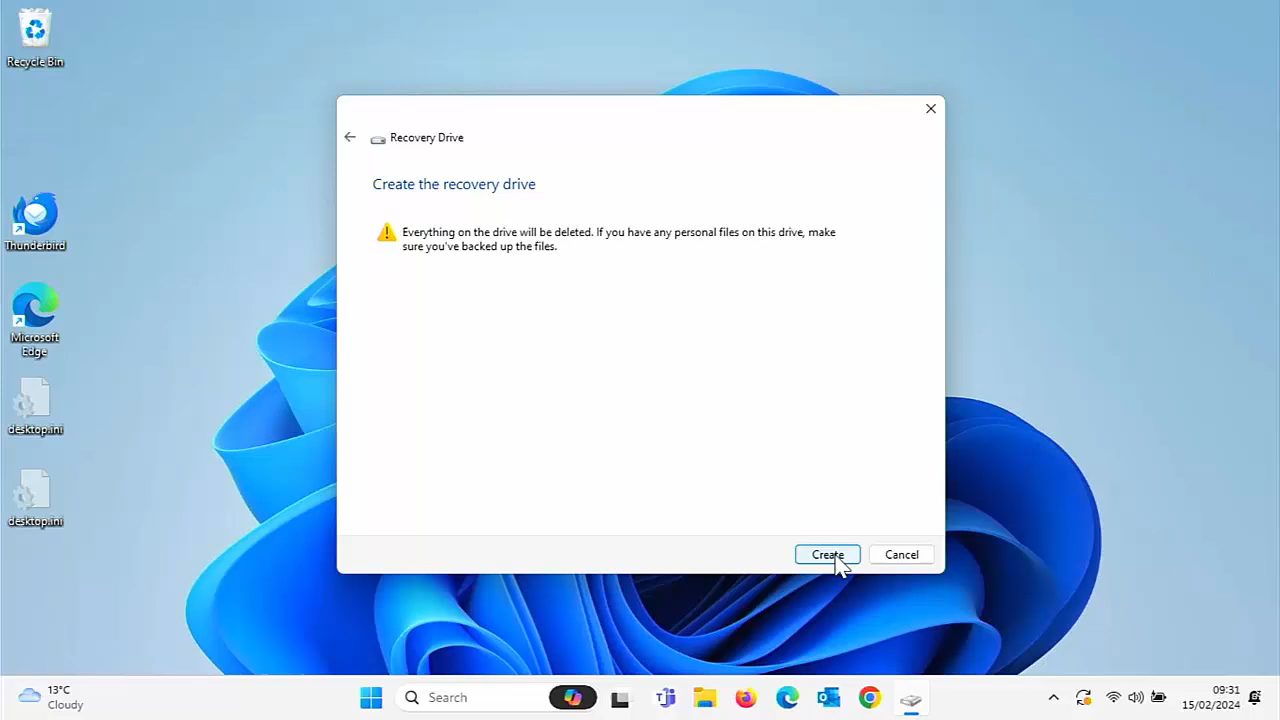 Recycle Bin
Thunderbird
Microsoft
Edge
desktop.ini
desktop.ini
Recovery Drive
Create the recovery drive
Everything on the drive will be deleted. If you have any personal files on this drive, make
sure you've backed up the files.
Create
Cancel
13°C
Cloudy
Search
09:31
15/02/2024